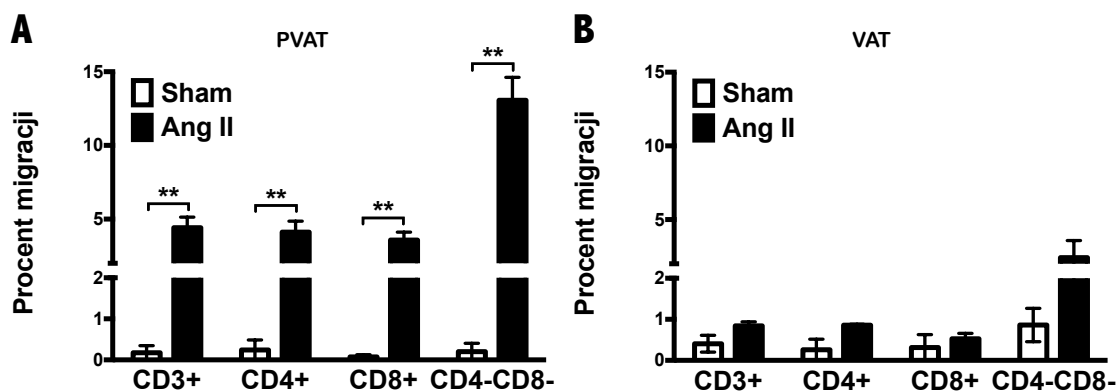 A
PVAT
Procent migracji
15
10
5
2
1
0
Sham
Ang II
**
**
**
**
CD3+ CD4+ CD8+ CD4-CD8-
B
VAT
Procent migracji
15
10
5
2
1
0
Sham
Ang II
CD3+ CD4+ CD8+ CD4-CD8-